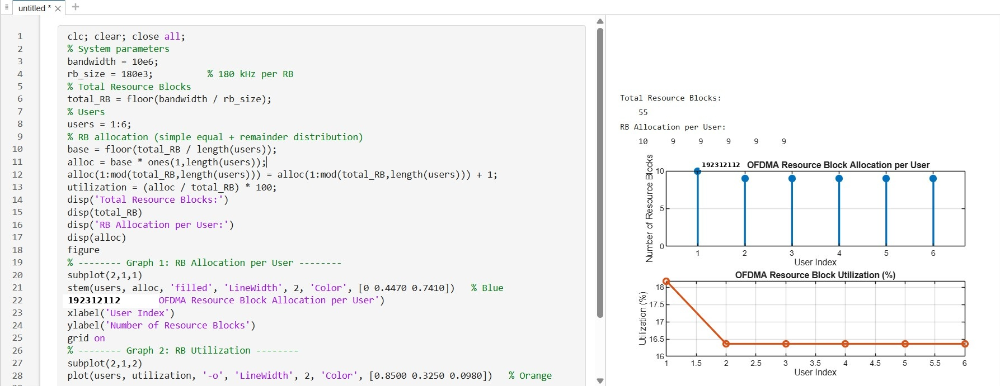 untitled *
1 clc; clear; close all;
2 % System parameters
3 bandwidth = 10e6;
4 rb_size = 180e3; % 180 kHz per RB
5 % Total Resource Blocks
6 total_RB = floor(bandwidth / rb_size);
7 % Users
8 users = 1:6;
9 % RB allocation (simple equal + remainder distribution)
10 base = floor(total_RB / length(users));
11 alloc = base * ones(1,length(users));
12 alloc(1:mod(total_RB,length(users))) = alloc(1:mod(total_RB,length(users))) + 1;
13 utilization = (alloc / total_RB) * 100;
14 disp('Total Resource Blocks:')
15 disp(total_RB)
16 disp('RB Allocation per User:')
17 disp(alloc)
18 figure
19 % -------- Graph 1: RB Allocation per User --------
20 subplot(2,1,1)
21 stem(users, alloc, 'filled', 'LineWidth', 2, 'Color', [0 0.4470 0.7410]) % Blue
22 192312112 OFDMA Resource Block Allocation per User')
23 xlabel('User Index')
24 ylabel('Number of Resource Blocks')
25 grid on
26 % -------- Graph 2: RB Utilization --------
27 subplot(2,1,2)
28 plot(users, utilization, '-o', 'LineWidth', 2, 'Color', [0.8500 0.3250 0.0980]) % Orange
Total Resource Blocks:
55
RB Allocation per User:
10 9 9 9 9 9
192312112 OFDMA Resource Block Allocation per User
Number of Resource Blocks
10
5
0
1 2 3 4 5 6
User Index
OFDMA Resource Block Utilization (%)
Utilization (%)
18
17.5
17
16.5
16
1 1.5 2 2.5 3 3.5 4 4.5 5 5.5 6
User Index